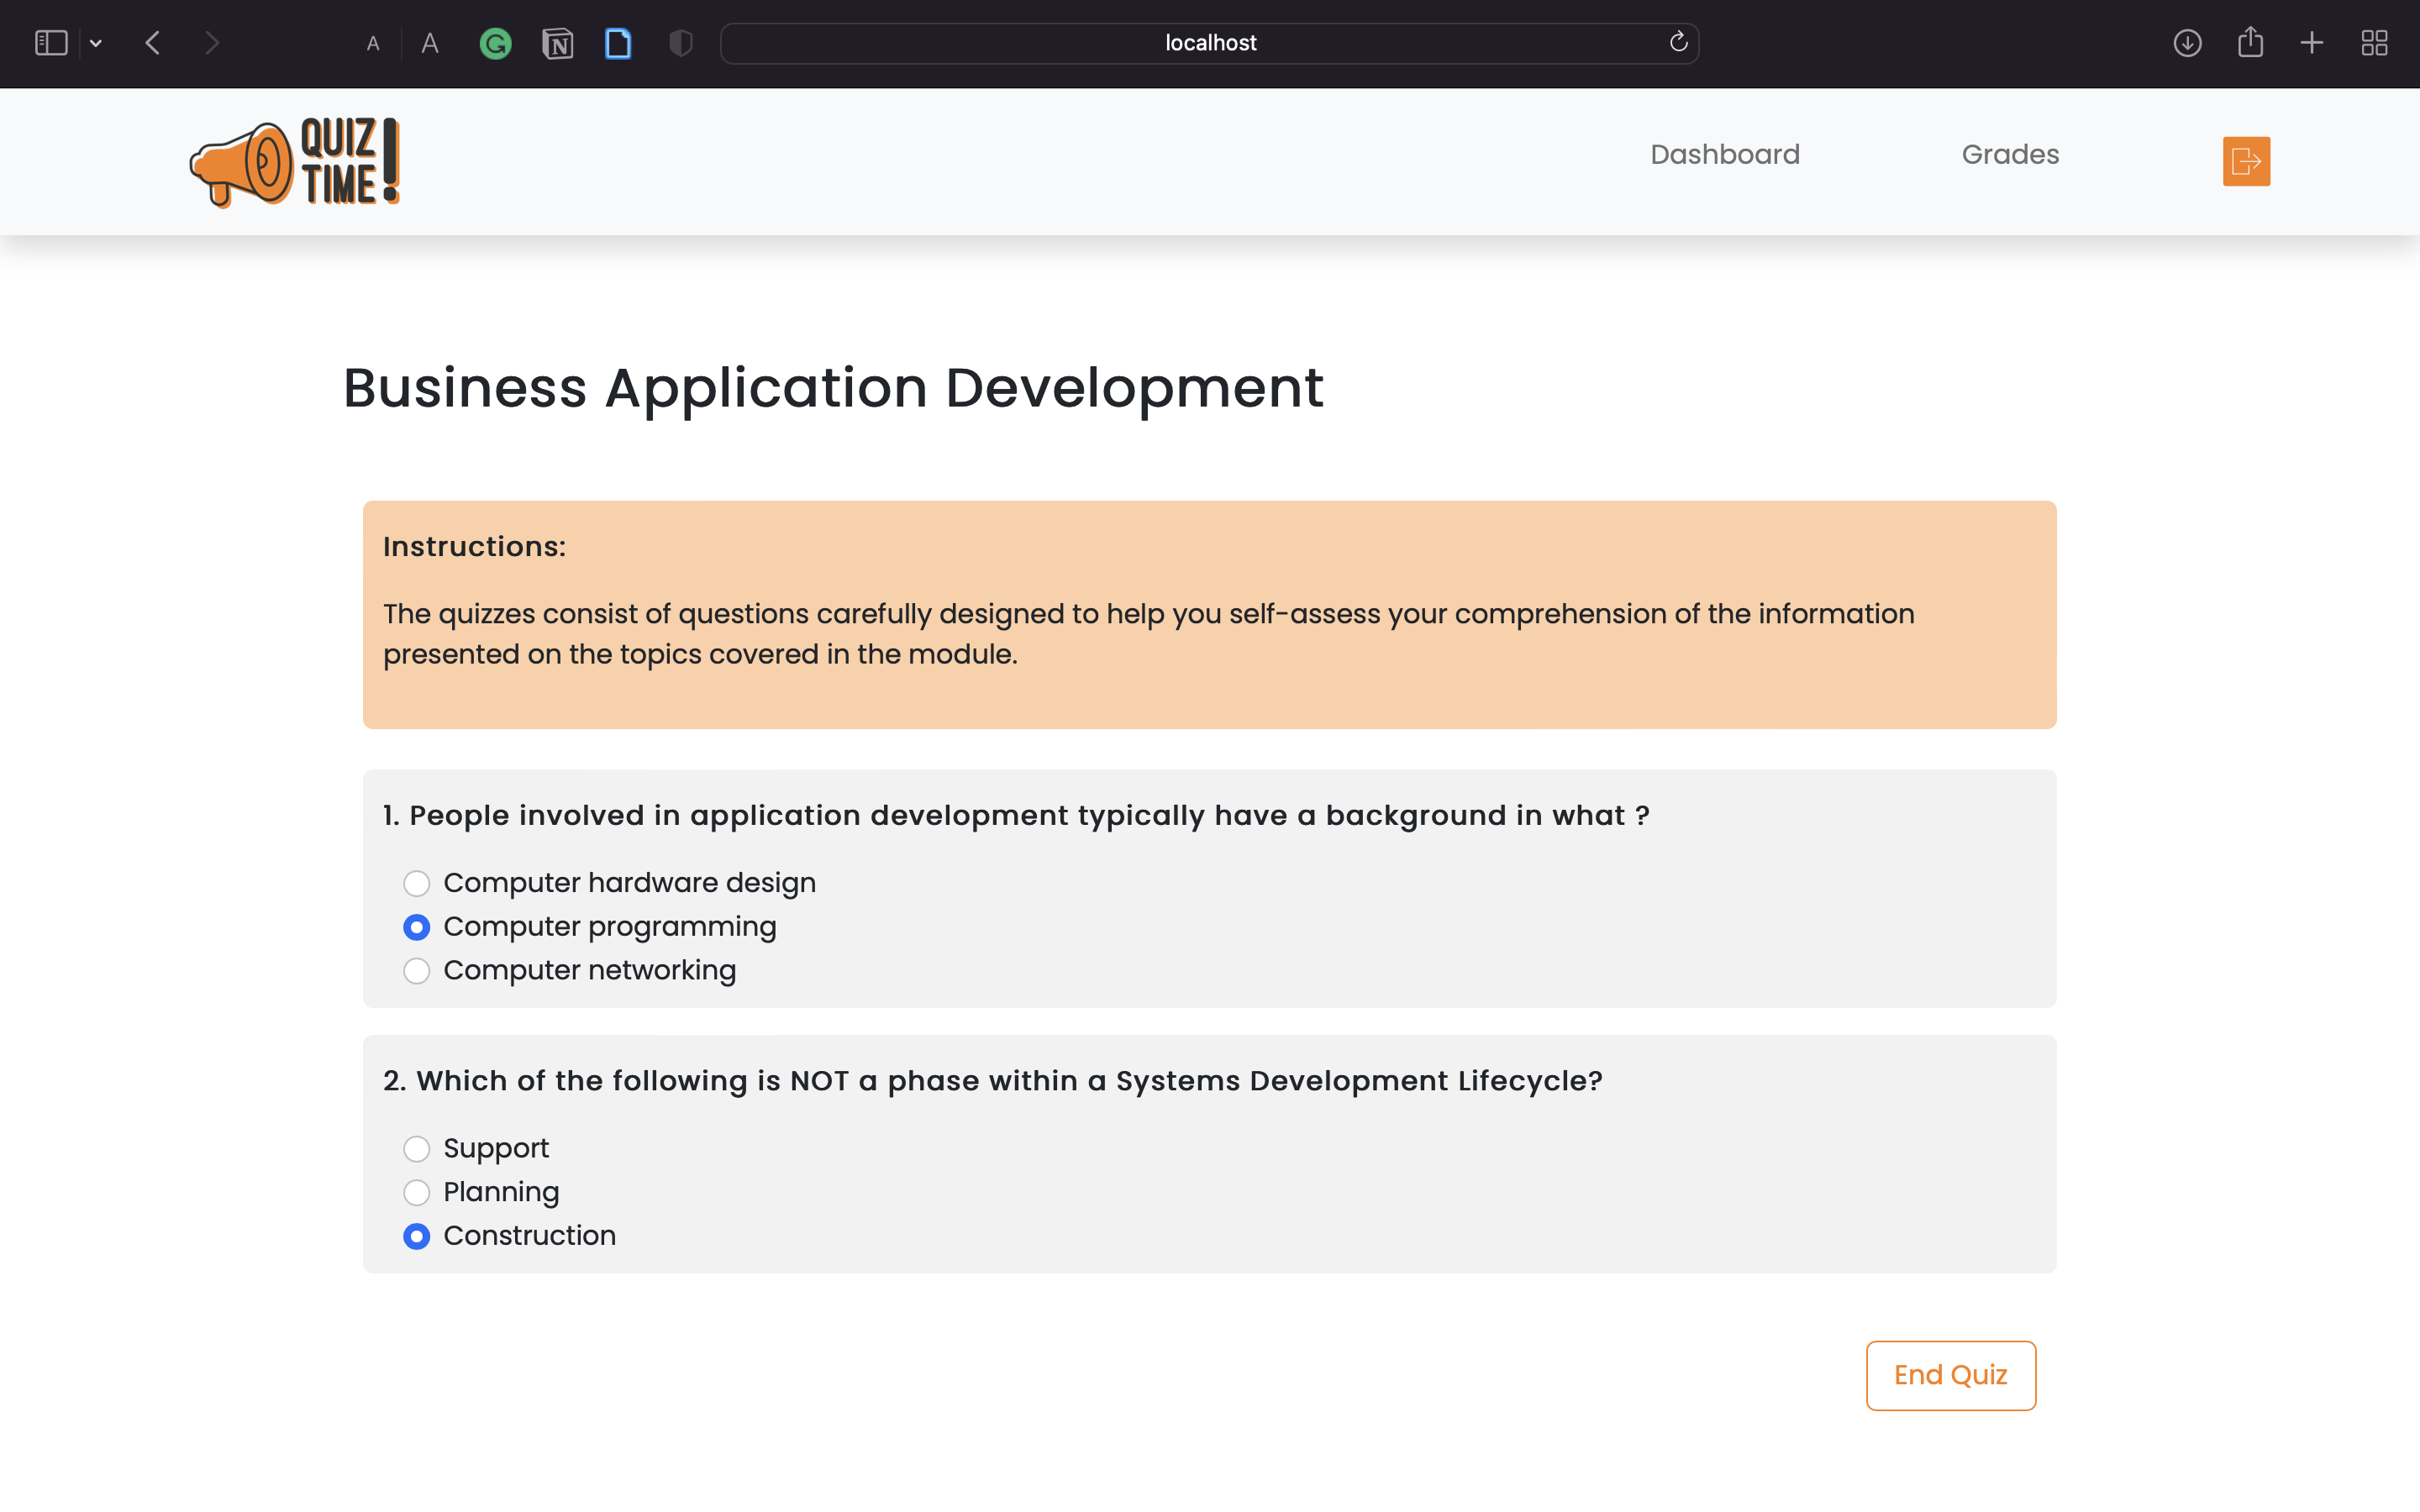 A A N localhost
QUIZ
TIME!
Dashboard Grades
Business Application Development
Instructions:
The quizzes consist of questions carefully designed to help you self-assess your comprehension of the information
presented on the topics covered in the module.
1. People involved in application development typically have a background in what ?
Computer hardware design
Computer programming
Computer networking
2. Which of the following is NOT a phase within a Systems Development Lifecycle?
Support
Planning
Construction
End Quiz